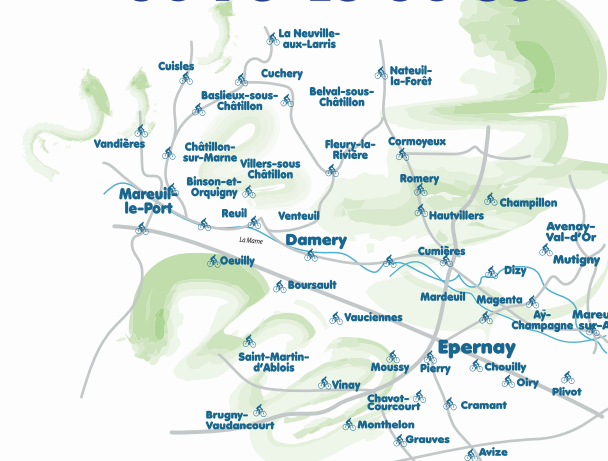 La Neuville-
aux-Larris
Cuisles
Cuchery
Nateuil-
la-Forêt
Baslieux-sous-
Châtillon
Belval-sous-
Châtillon
Vandières
Châtillon-
sur-Marne
Villers-sous
Châtillon
Fleury-la-
Rivière
Cormoyeux
Binson-et-
Orquigny
Romery
Mareuil-
le-Port
Reuil
Venteuil
Hautvillers
Champillon
La Marne
Damery
Cumières
Avenay-
Val-d'Or
Mutigny
Oeuilly
Dizy
Boursault
Mardeuil
Magenta
Vauciennes
Aÿ-
Champagne
Mareu
sur-A
Epernay
Saint-Martin-
d'Ablois
Moussy
Pierry
Chouilly
Vinay
Oiry
Plivot
Chavot-
Courcourt
Cramant
Brugny-
Vaudancourt
Monthelon
Grauves
Avize